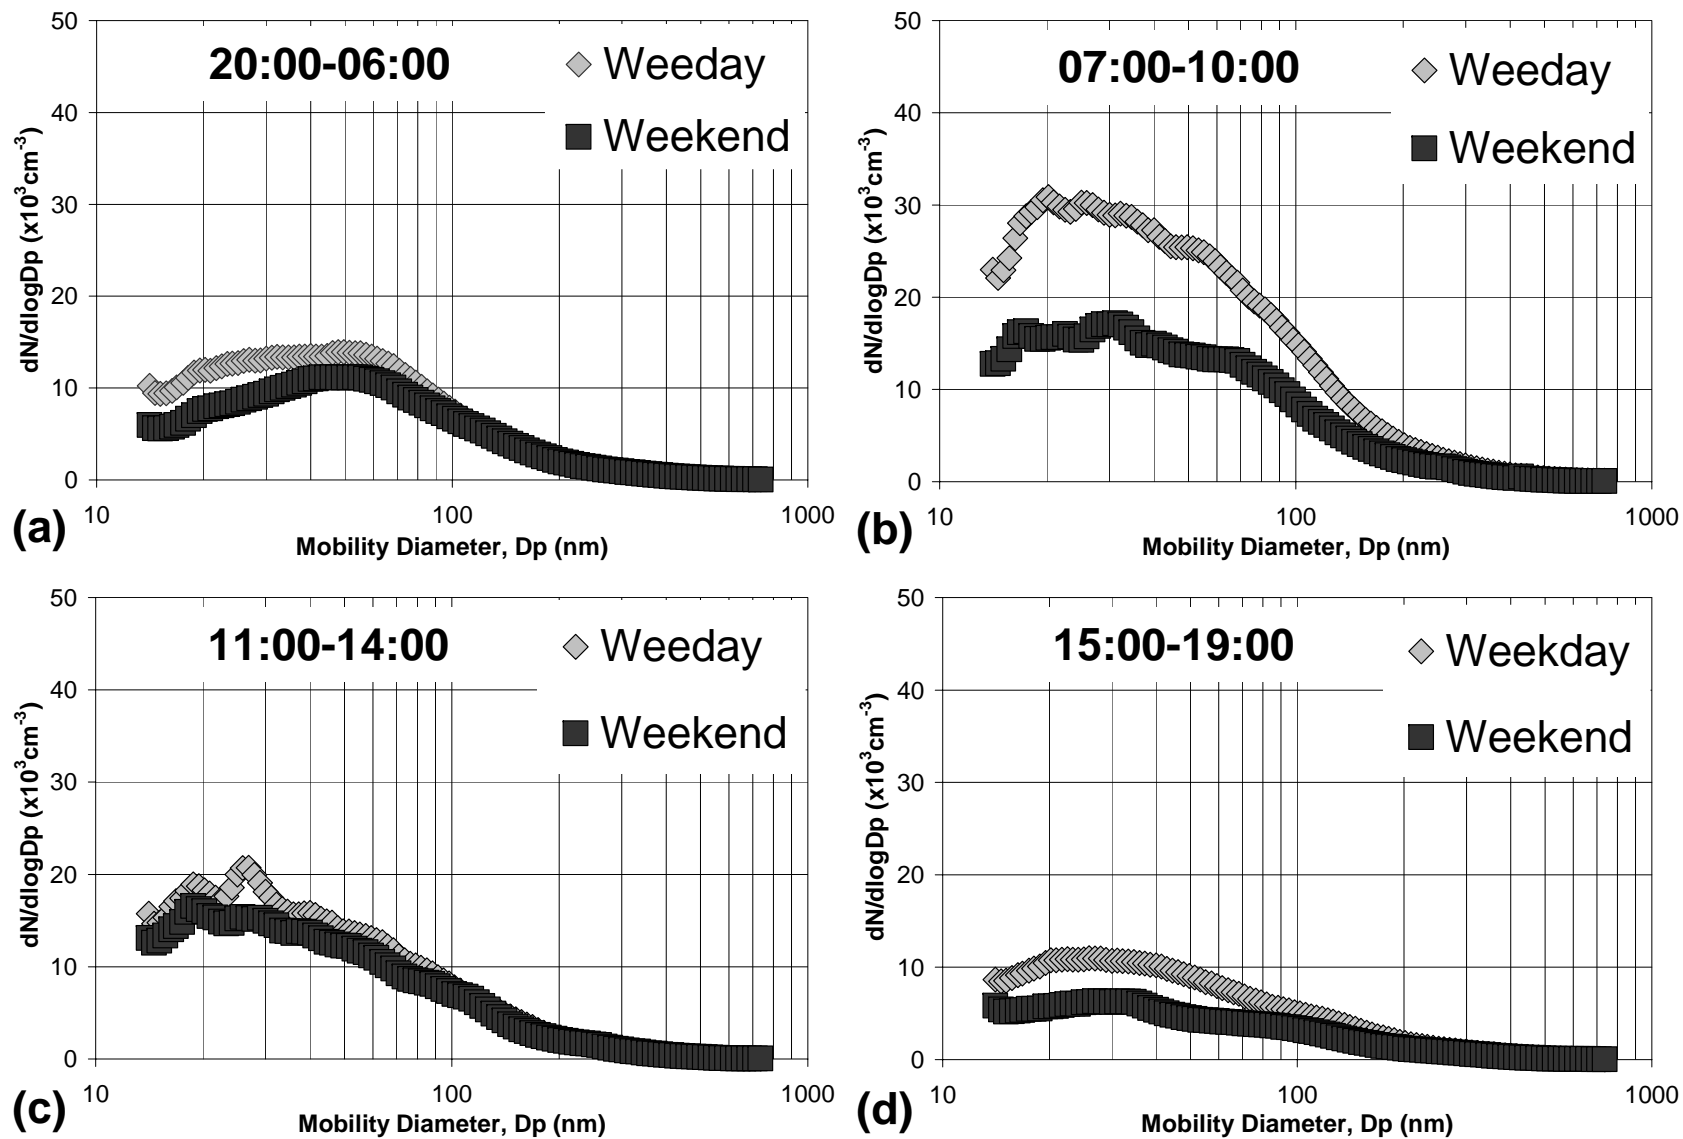 50
40
30
20
10
0
dN/dlogDp (x10³cm⁻³)
20:00-06:00
Weeday
Weekend
10 100 1000
(a)
Mobility Diameter, Dp (nm)
50
40
30
20
10
0
dN/dlogDp (x10³cm⁻³)
07:00-10:00
Weeday
Weekend
10 100 1000
(b)
Mobility Diameter, Dp (nm)
50
40
30
20
10
0
dN/dlogDp (x10³cm⁻³)
11:00-14:00
Weeday
Weekend
10 100 1000
(c)
Mobility Diameter, Dp (nm)
50
40
30
20
10
0
dN/dlogDp (x10³cm⁻³)
15:00-19:00
Weekday
Weekend
10 100 1000
(d)
Mobility Diameter, Dp (nm)